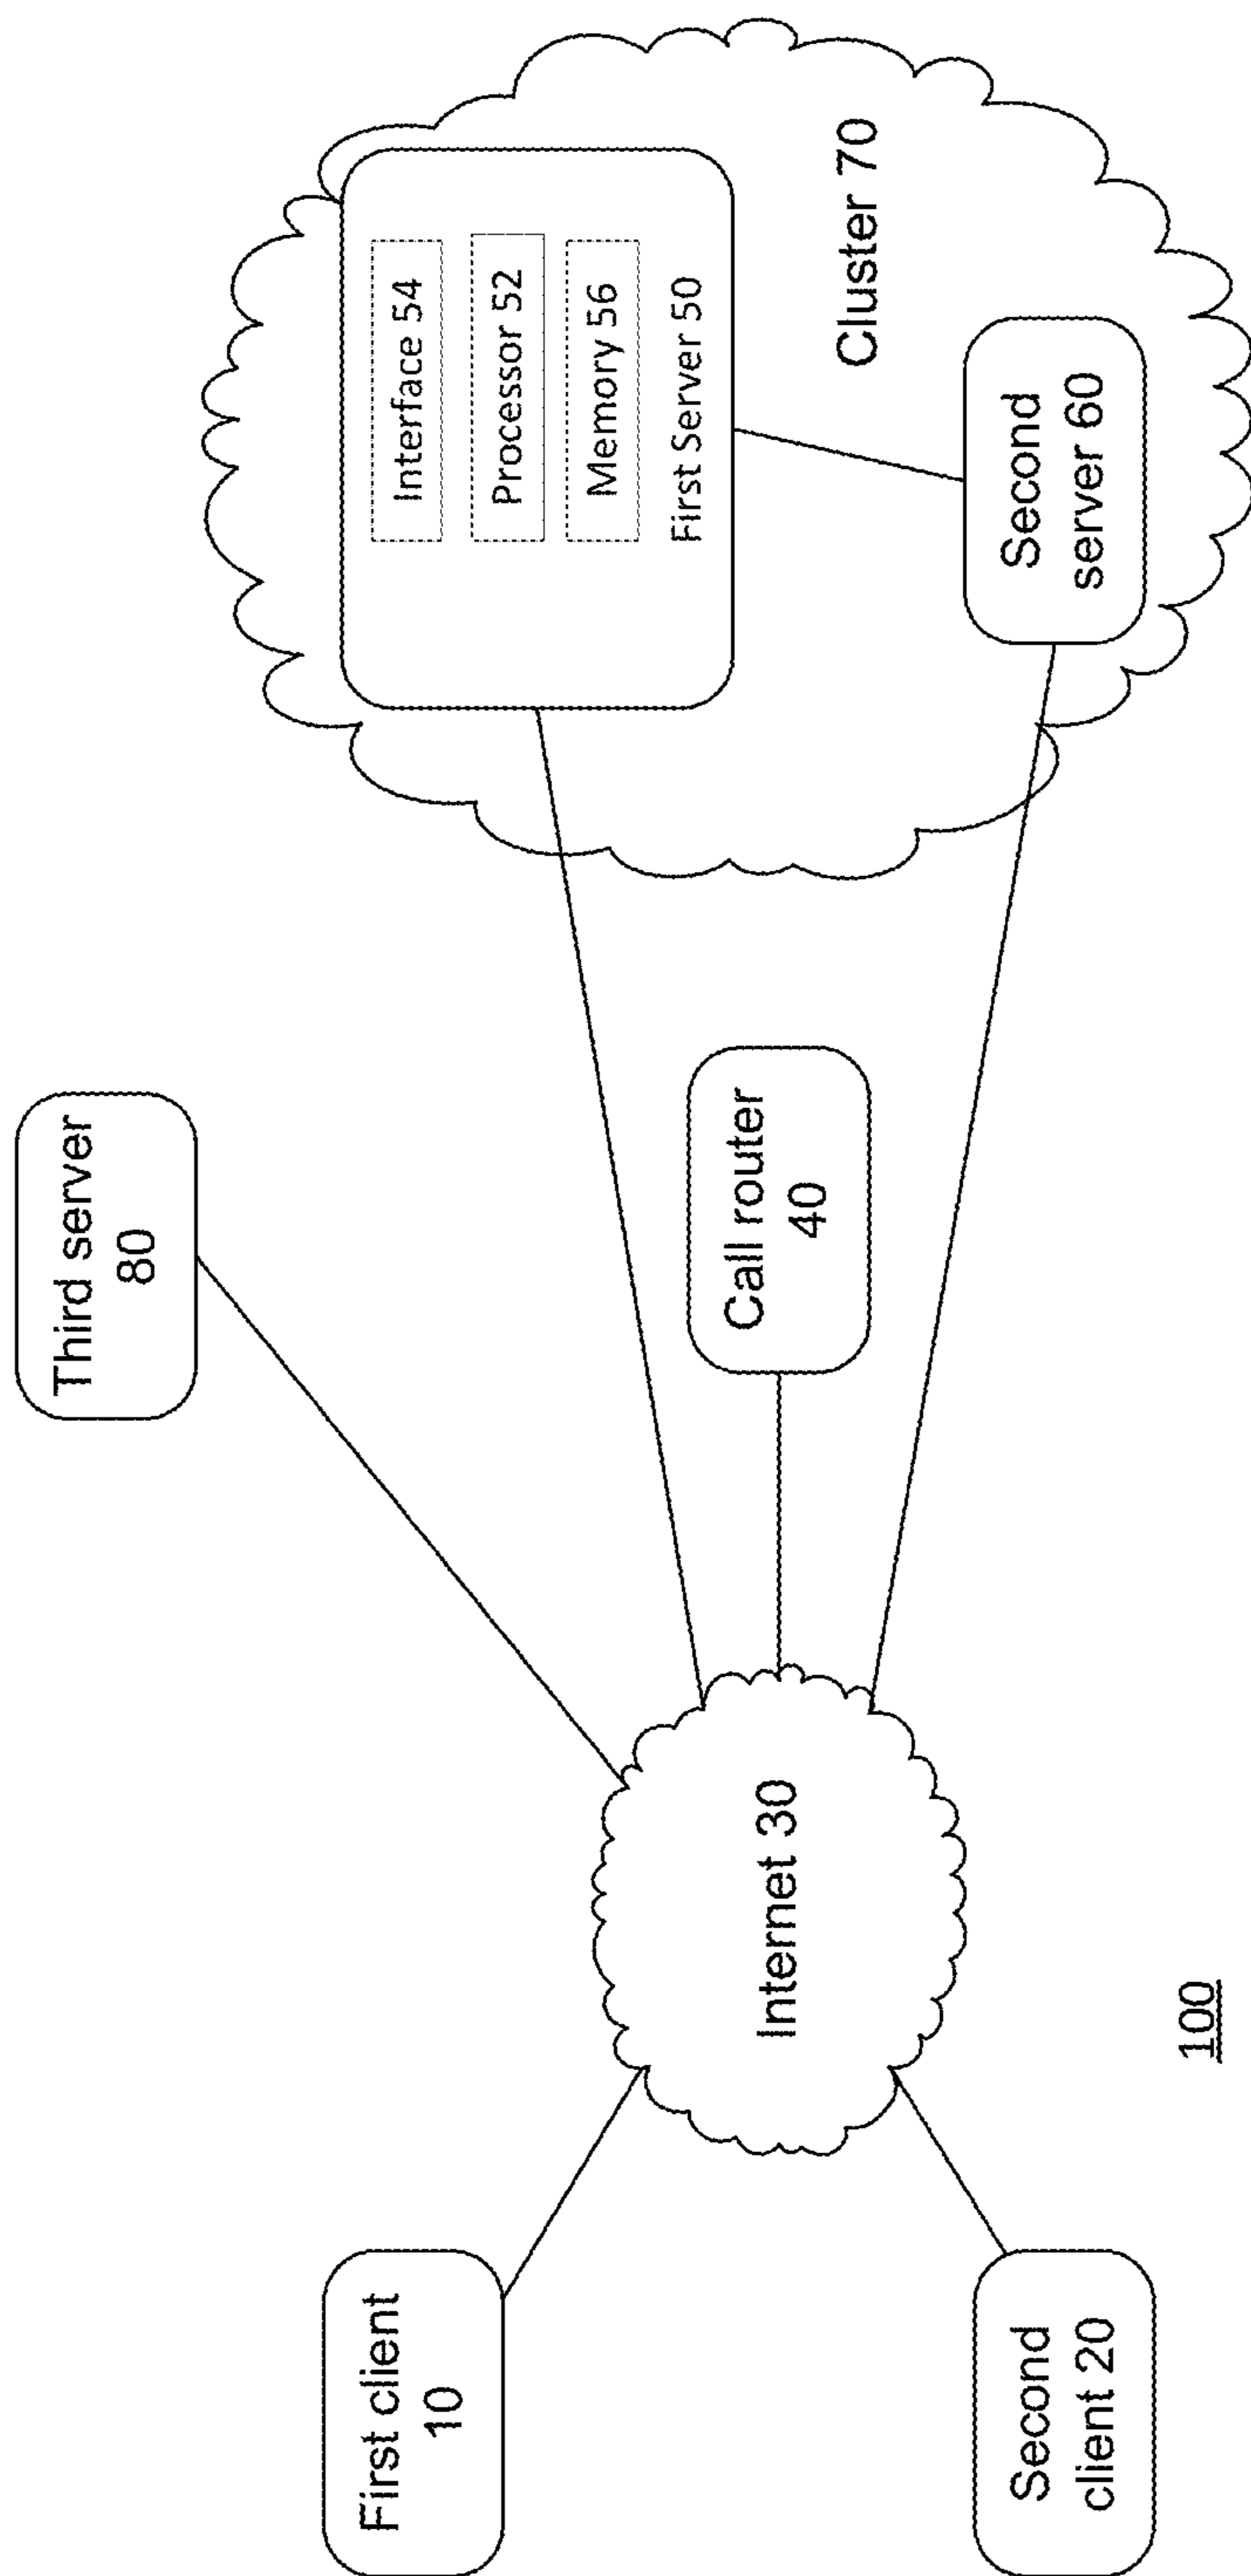 Third server
80
First client
10
Internet 30
Call router
40
Interface 54
Processor 52
Memory 56
First Server 50
Cluster 70
Second
server 60
Second
client 20
100